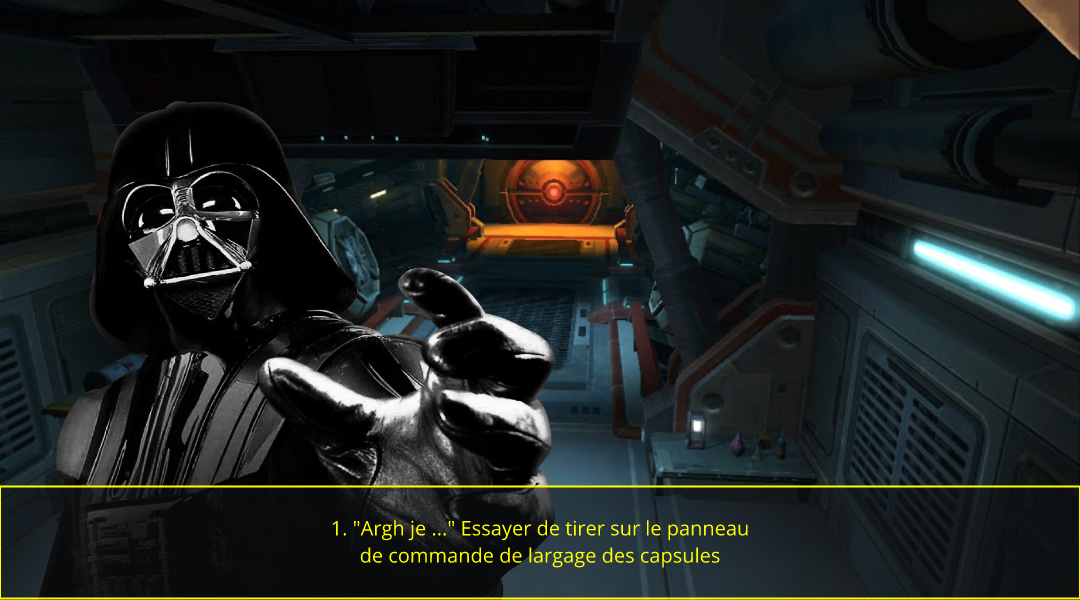 1. "Argh je ..." Essayer de tirer sur le panneau
de commande de largage des capsules